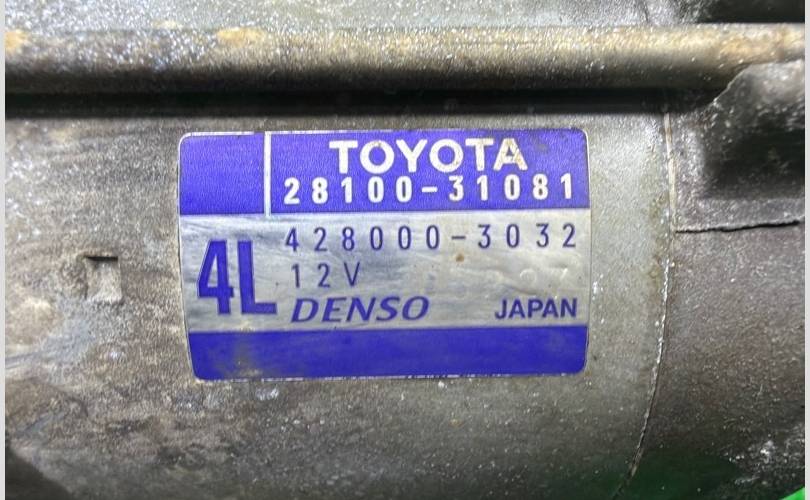 TOYOTA
28100-31081
428000-3032
4L
12V
DENSO JAPAN